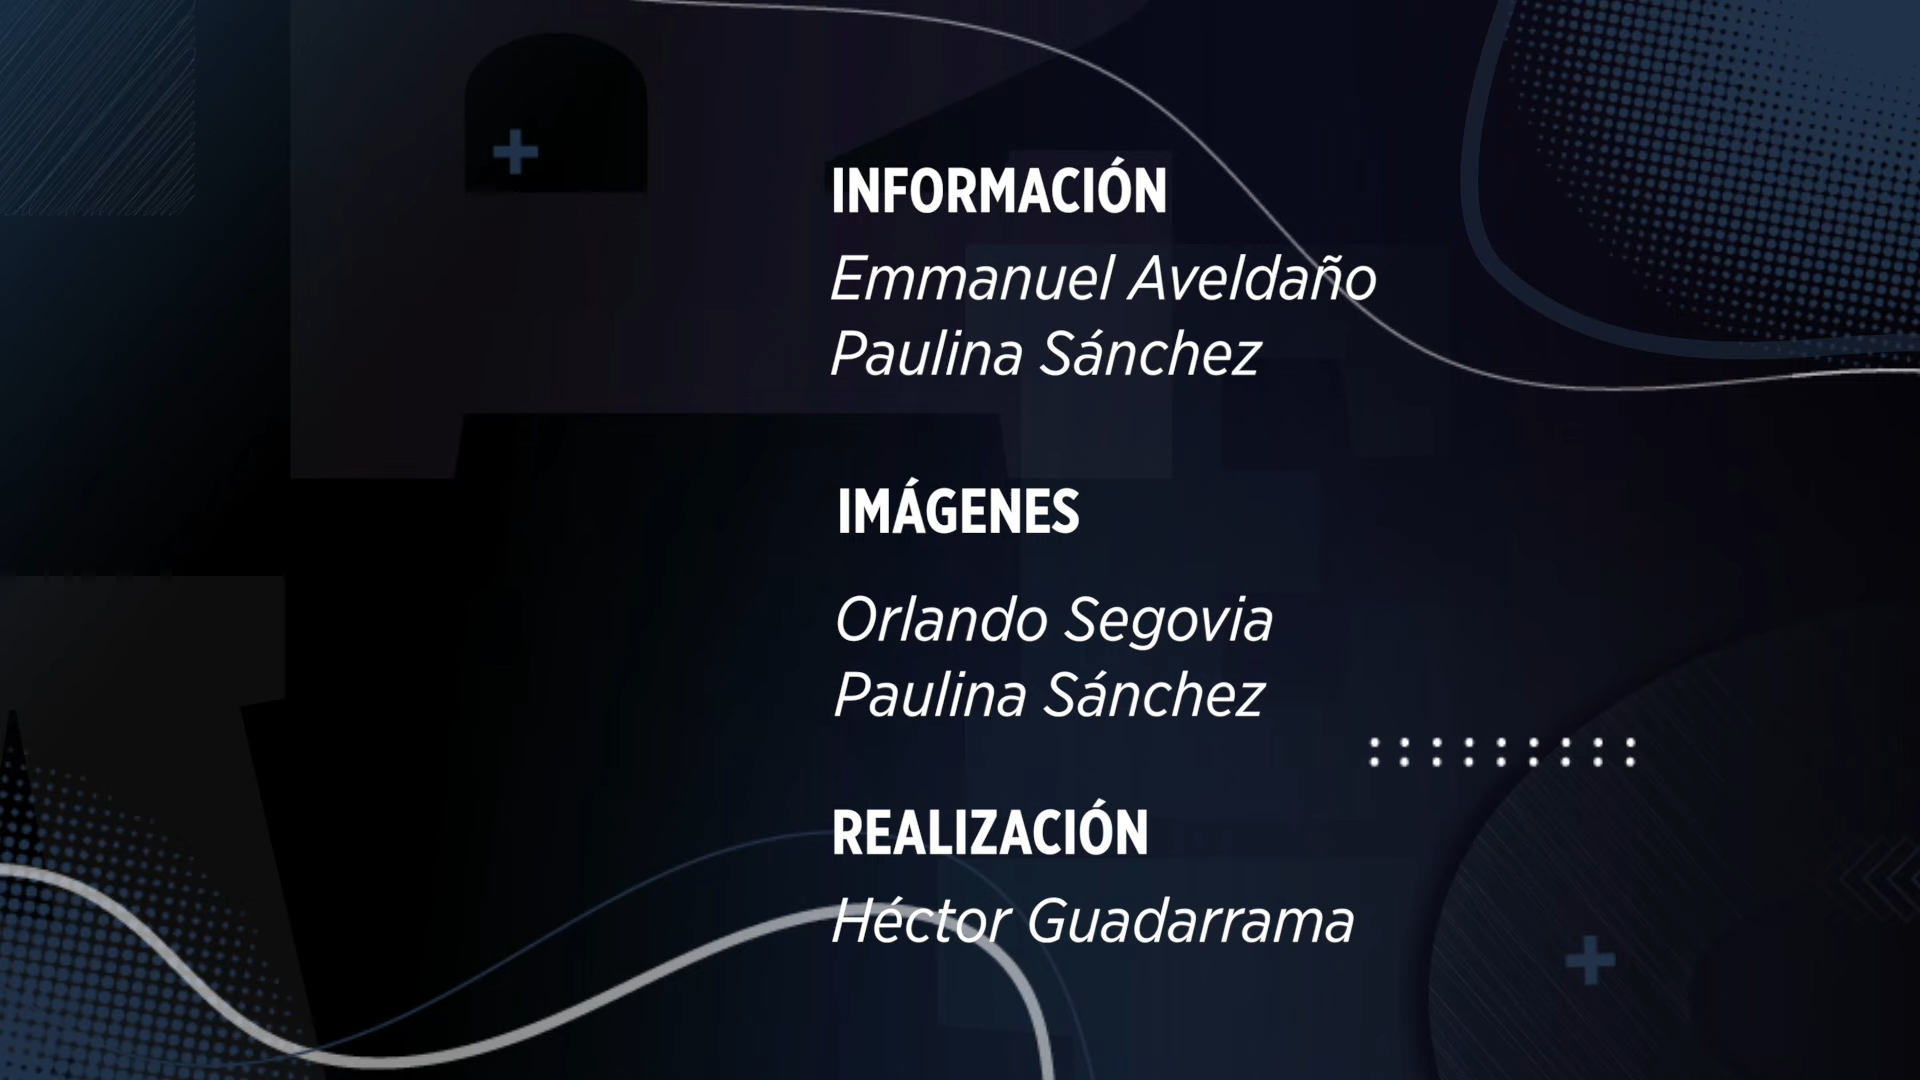 INFORMACIÓN
Emmanuel Aveldaño
Paulina Sánchez
IMÁGENES
Orlando Segovia
Paulina Sánchez
REALIZACIÓN
Héctor Guadarrama